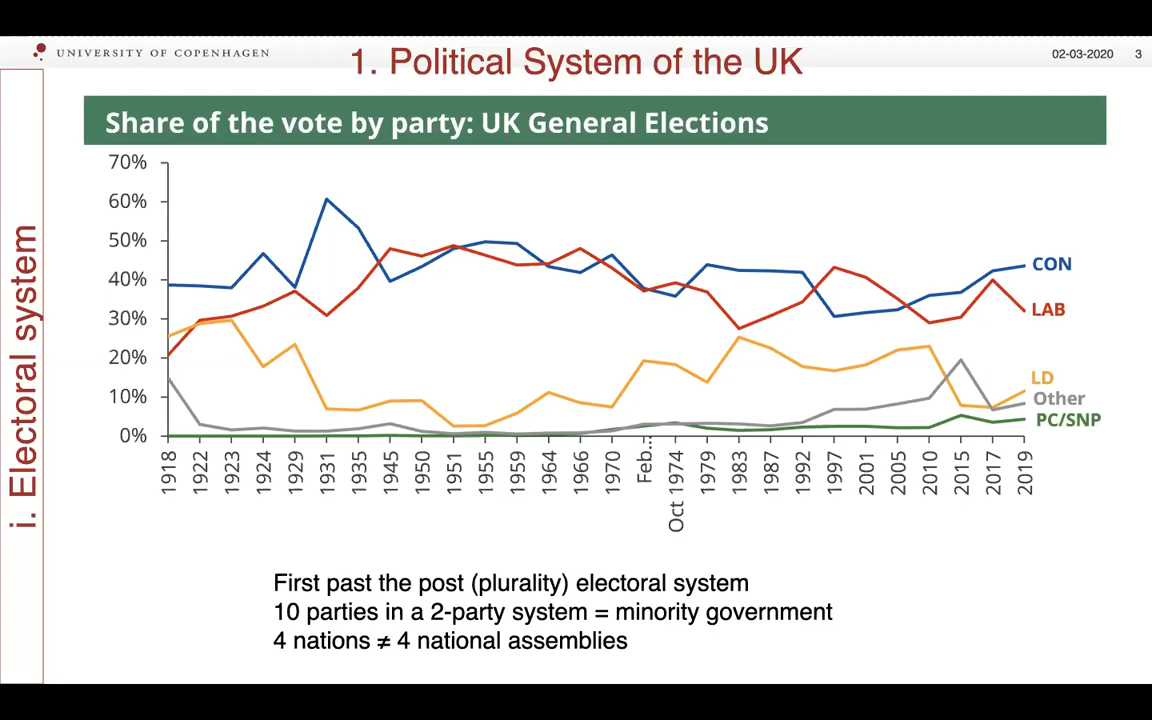 UNIVERSITY OF COPENHAGEN
1. Political System of the UK
02-03-2020 3
i. Electoral system
Share of the vote by party: UK General Elections
70%
60%
50%
40%
30%
20%
10%
0%
CON
LAB
LD
Other
PC/SNP
1918
1922
1923
1924
1929
1931
1935
1945
1950
1951
1955
1959
1964
1966
1970
Feb...
Oct 1974
1979
1983
1987
1992
1997
2001
2005
2010
2015
2017
2019
First past the post (plurality) electoral system
10 parties in a 2-party system = minority government
4 nations ≠ 4 national assemblies